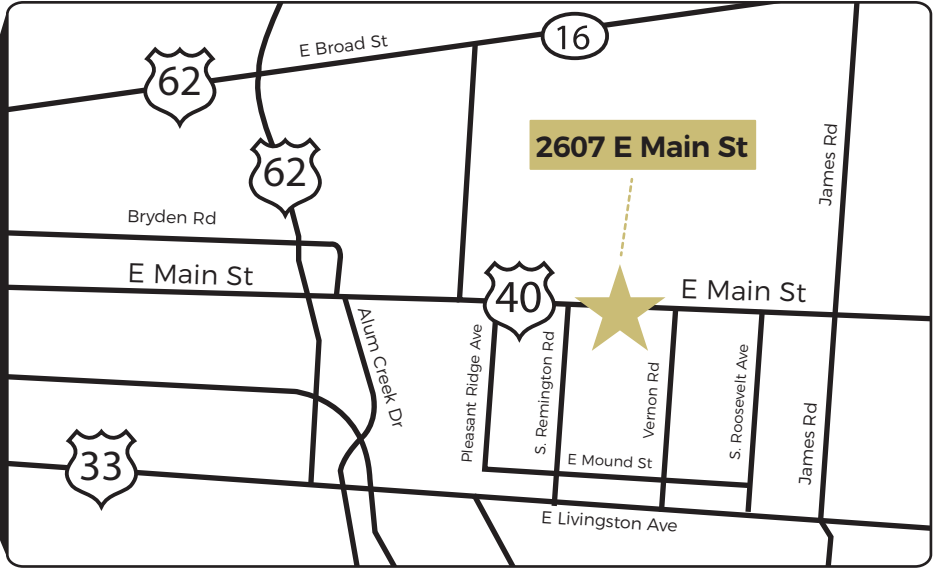 E Broad St
16
62
62
2607 E Main St
James Rd
Bryden Rd
E Main St
40
E Main St
Alum Creek Dr
Pleasant Ridge Ave
S. Remington Rd
Vernon Rd
S. Roosevelt Ave
James Rd
33
E Mound St
E Livingston Ave